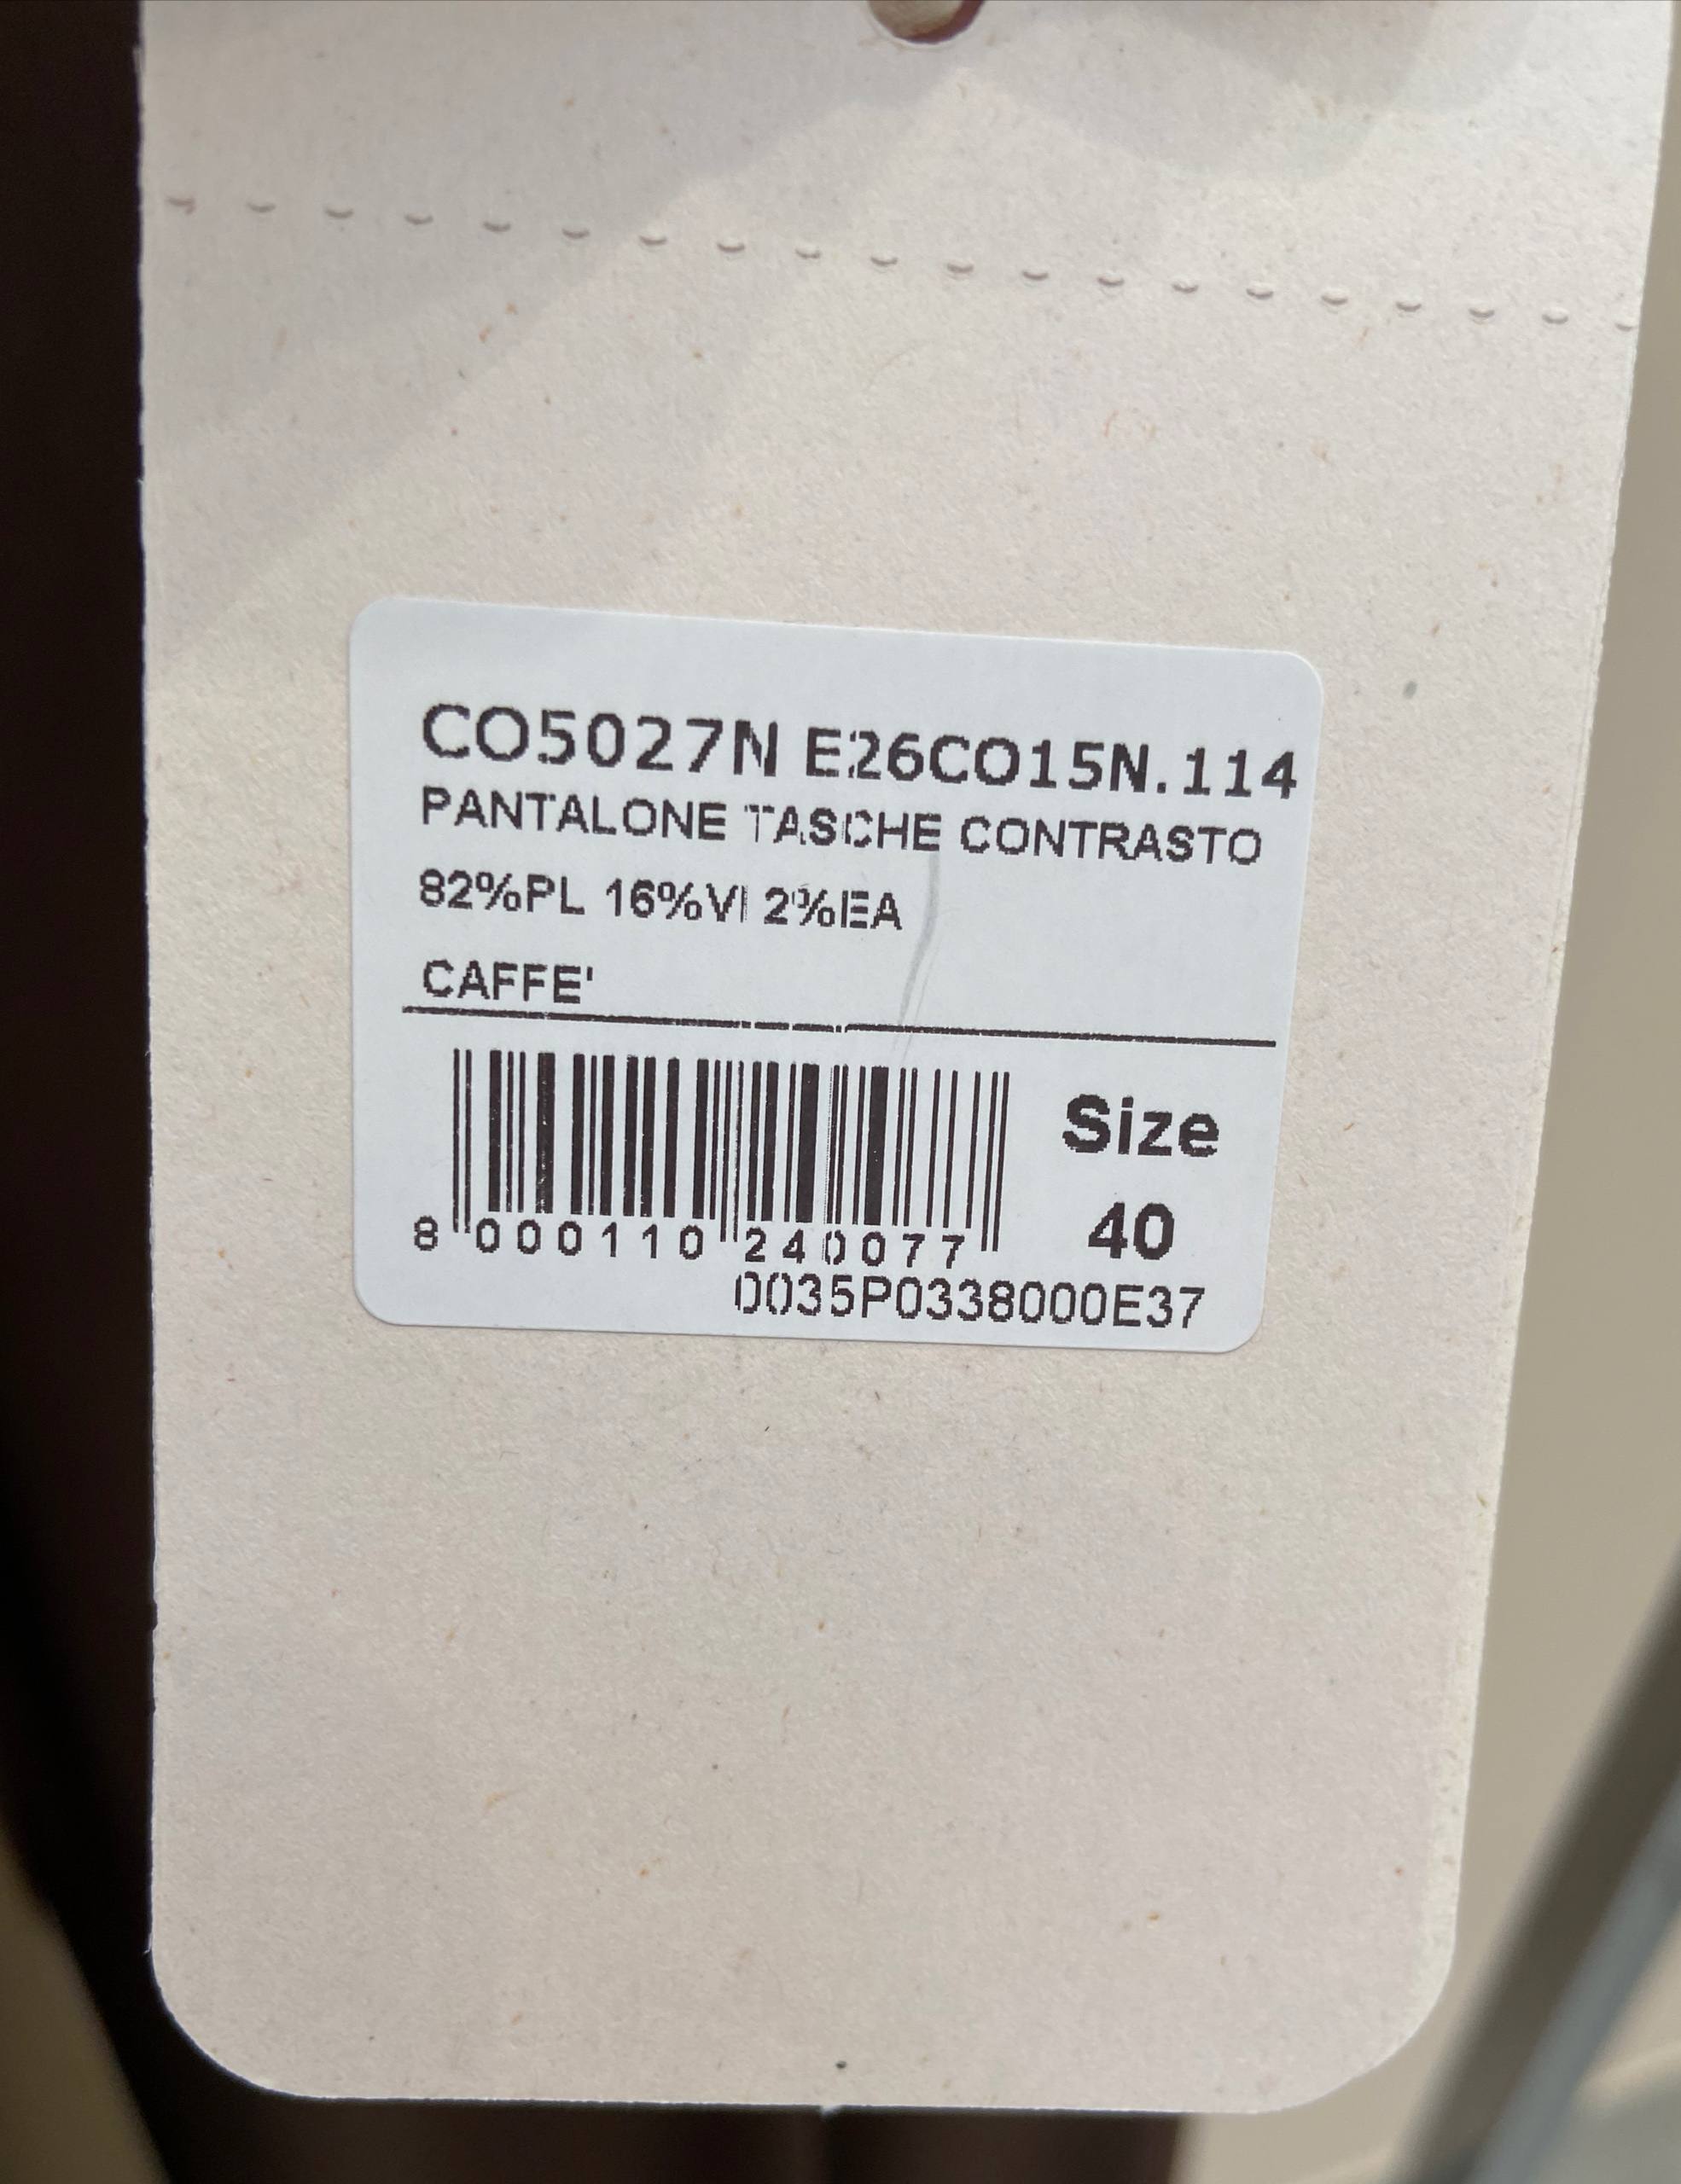 CO5027N E26CO15N.114
PANTALONE TASCHE CONTRASTO
82%PL 16%VI 2%EA
CAFFE'
Size
40
8 000110 240077
0035P0338000E37